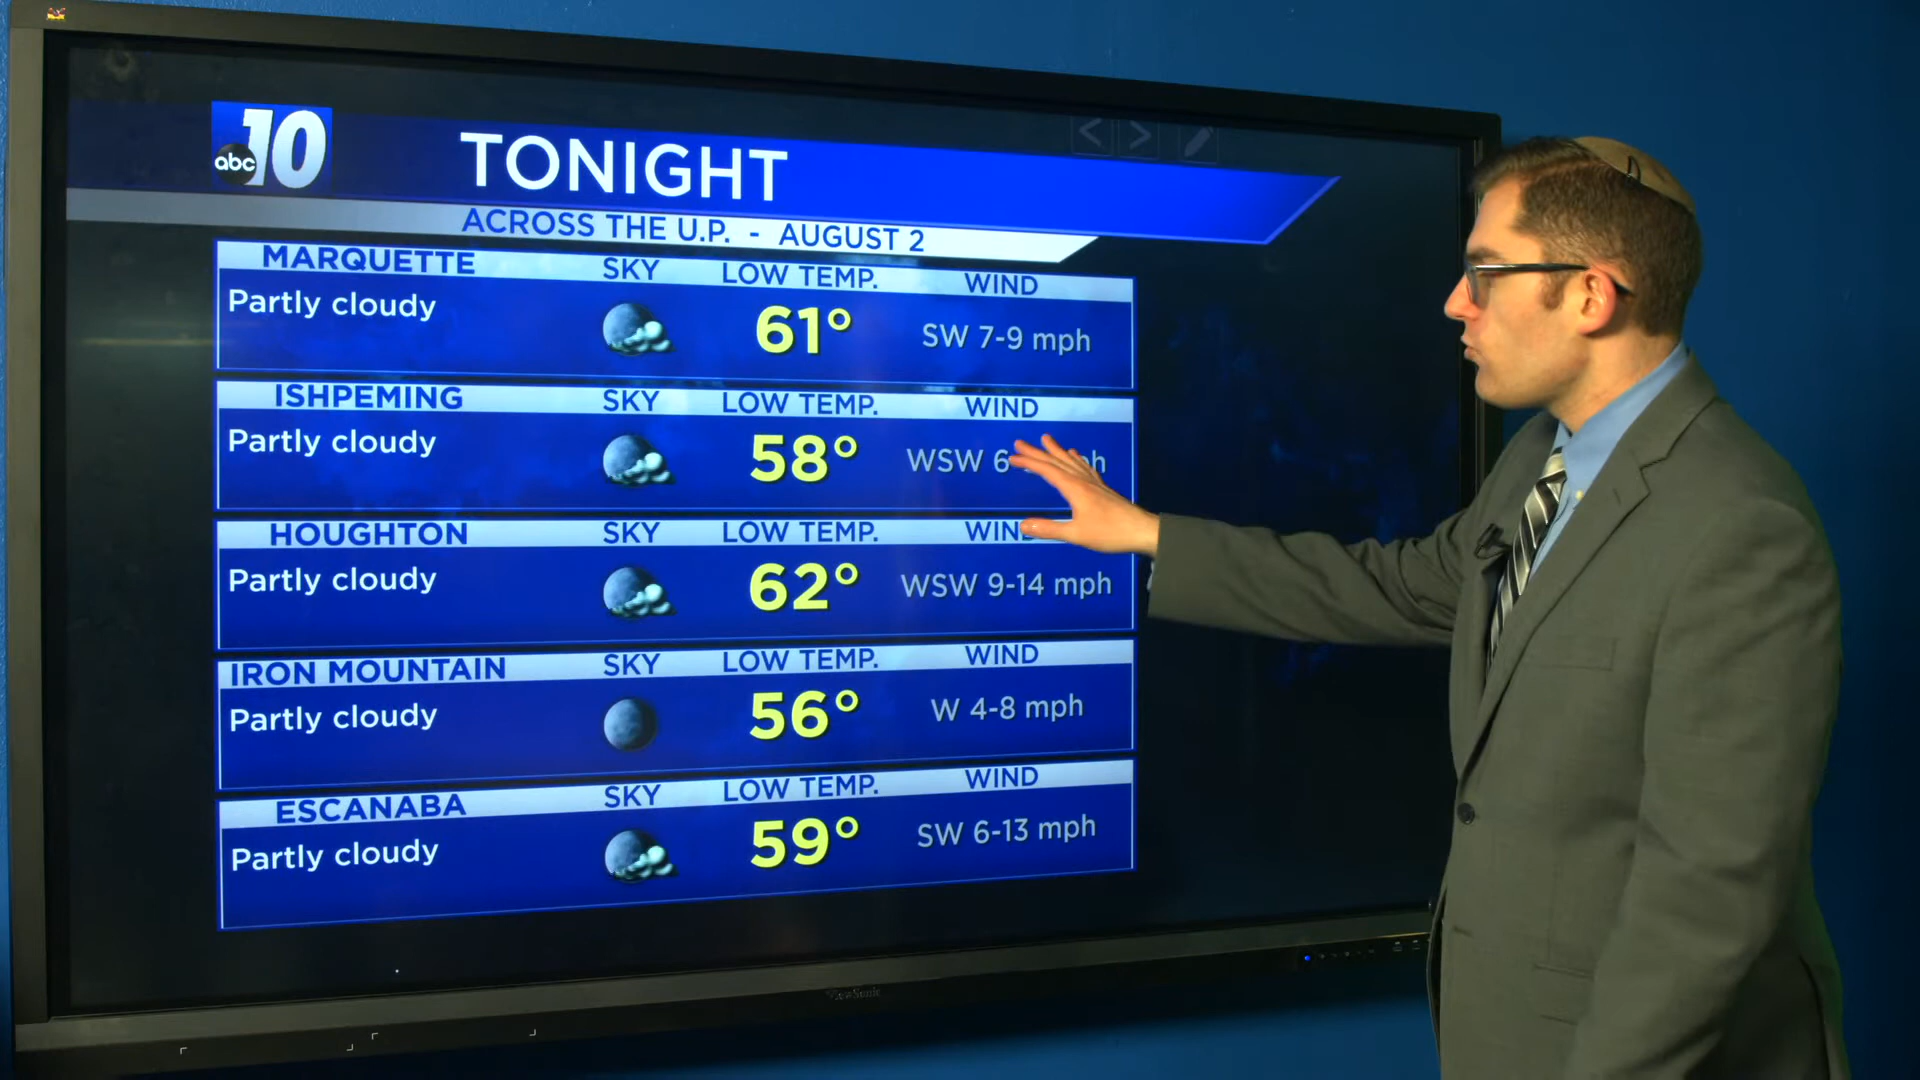 abc 10
TONIGHT
ACROSS THE U.P. - AUGUST 2
MARQUETTE SKY LOW TEMP. WIND
Partly cloudy 61° SW 7-9 mph
ISHPEMING SKY LOW TEMP. WIND
Partly cloudy 58° WSW
HOUGHTON SKY LOW TEMP. WIND
Partly cloudy 62° WSW 9-14 mph
IRON MOUNTAIN SKY LOW TEMP. WIND
Partly cloudy 56° W 4-8 mph
ESCANABA SKY LOW TEMP. WIND
Partly cloudy 59° SW 6-13 mph
ViewSonic